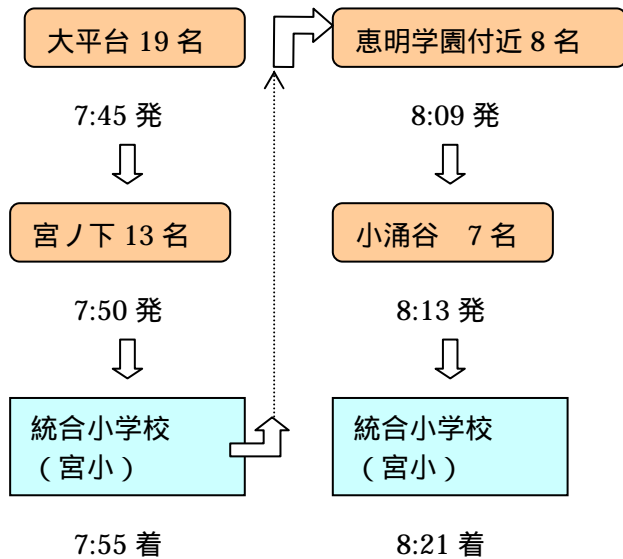 大平台 19 名
7:45 発
宮ノ下 13 名
7:50 発
統合小学校
（宮小）
7:55 着
恵明学園付近 8 名
8:09 発
小涌谷　7 名
8:13 発
統合小学校
（宮小）
8:21 着